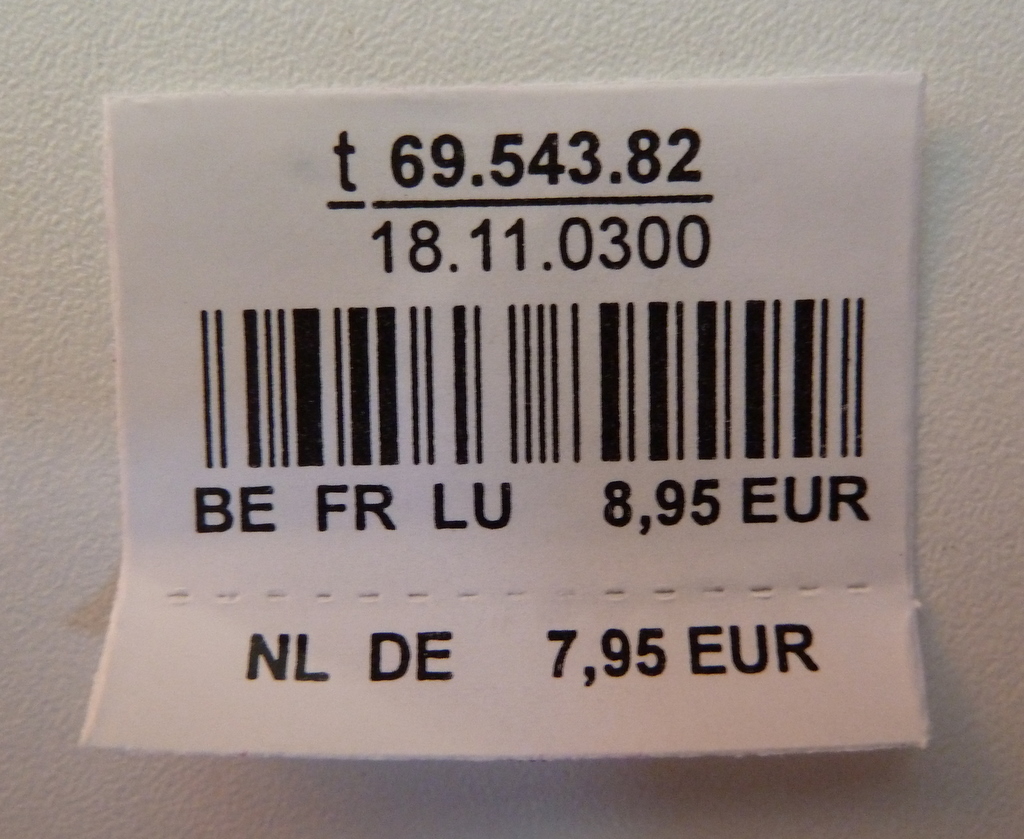 t 69.543.82
18.11.0300
BE FR LU 8,95 EUR
NL DE 7,95 EUR